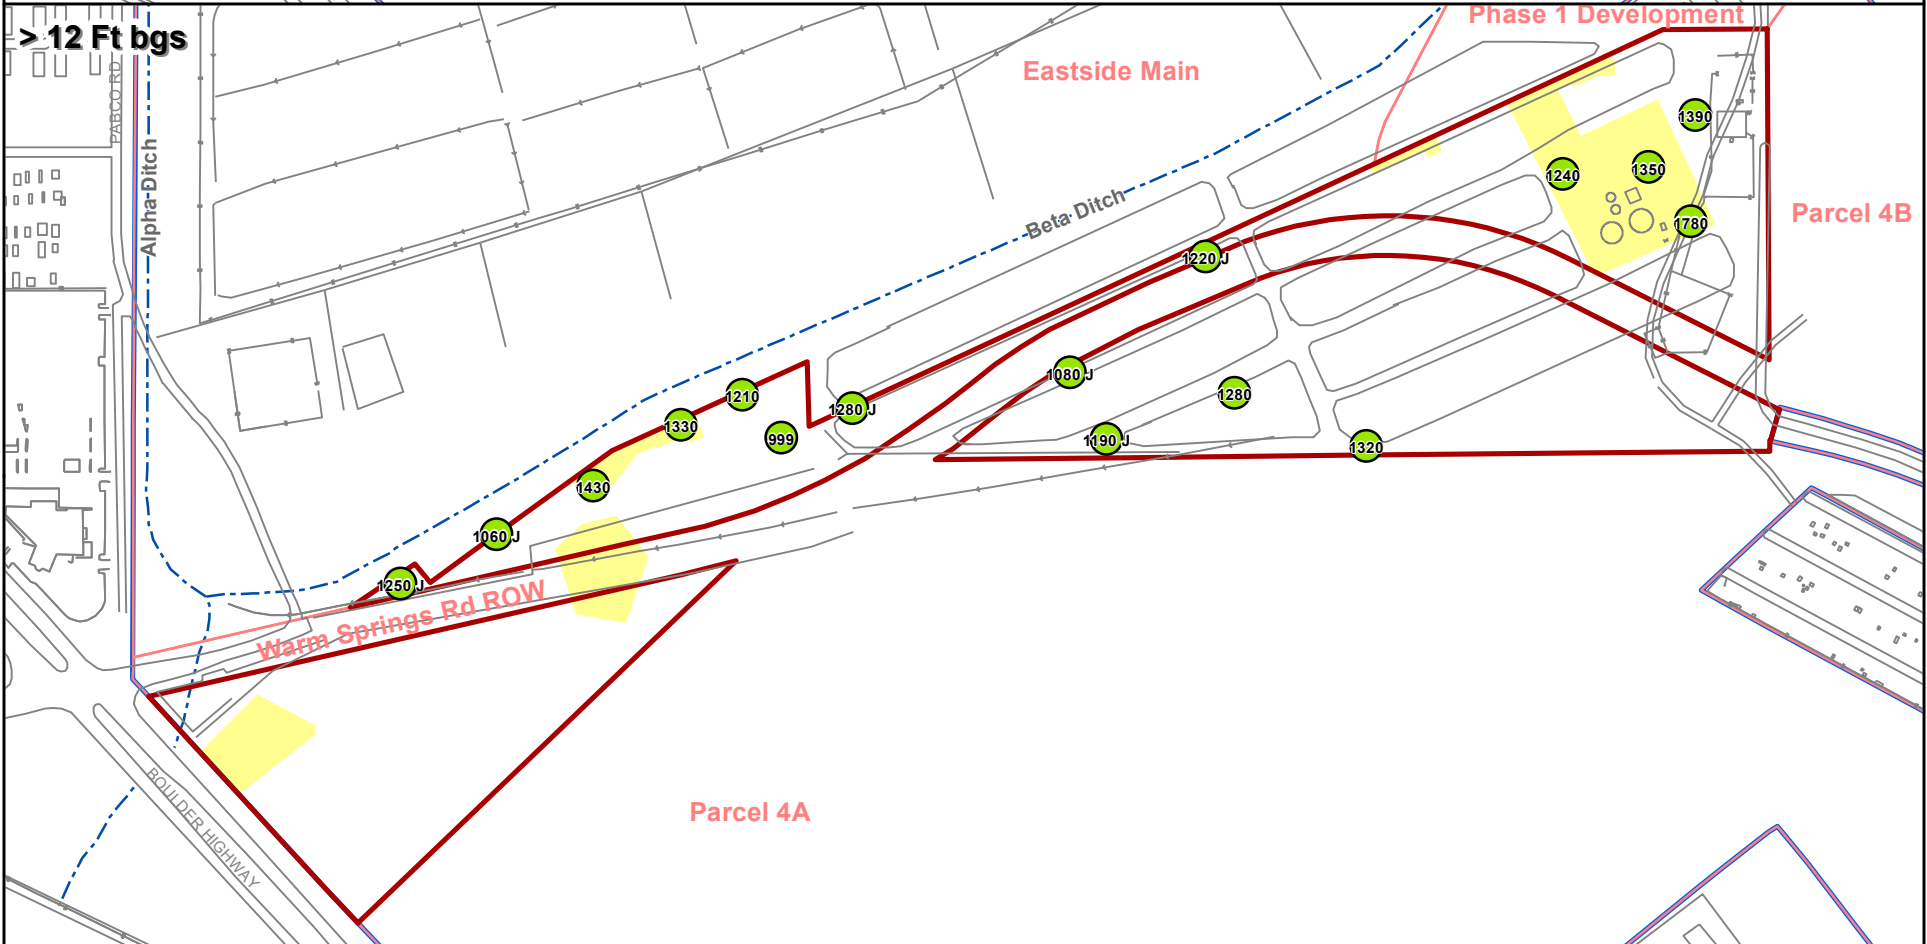 Phase 1 Development
> 12 Ft bgs
Eastside Main
PABCO RD
1390
1350
1240
Alpha Ditch
Beta Ditch
Parcel 4B
1780
1220 J
1080 J
1210
1280
1280 J
1330
999
1190 J
1320
1430
1060 J
1250 J
Warm Springs Rd ROW
BOULDER HIGHWAY
Parcel 4A